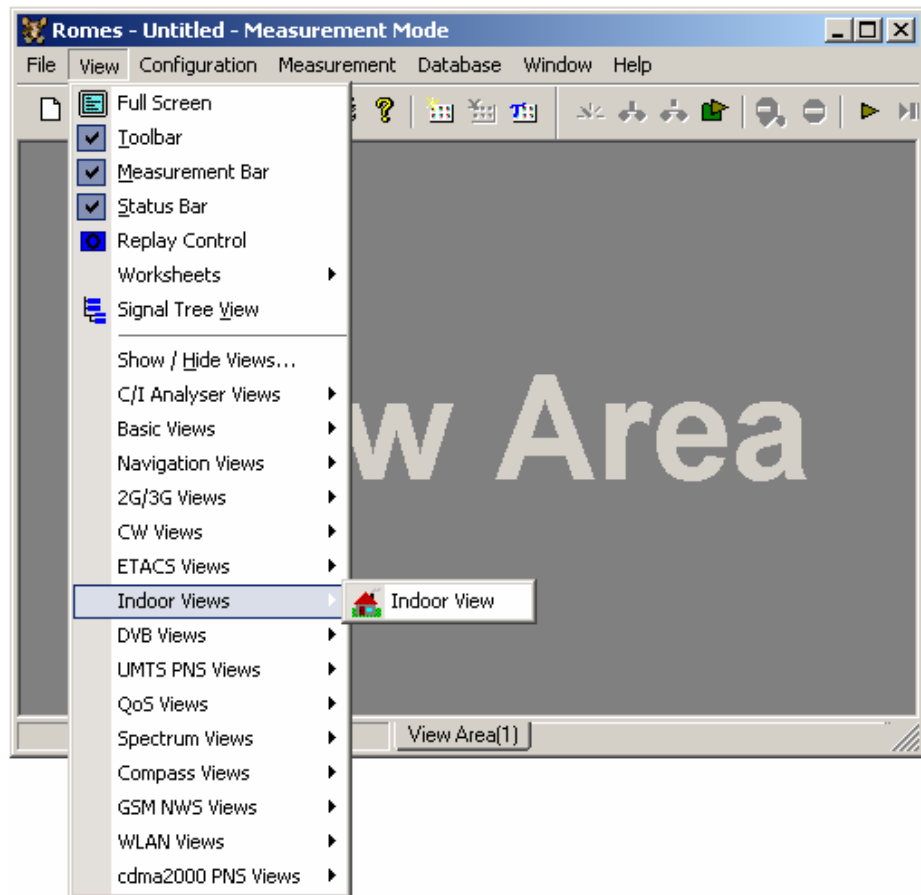 Romes - Untitled - Measurement Mode
File View Configuration Measurement Database Window Help
Full Screen
Toolbar
Measurement Bar
Status Bar
Replay Control
Worksheets
Signal Tree View
Show / Hide Views...
C/I Analyser Views
Basic Views
Navigation Views
2G/3G Views
CW Views
ETACS Views
Indoor Views
Indoor View
DVB Views
UMTS PNS Views
QoS Views
Spectrum Views
Compass Views
GSM NWS Views
WLAN Views
cdma2000 PNS Views
w Area
View Area(1)